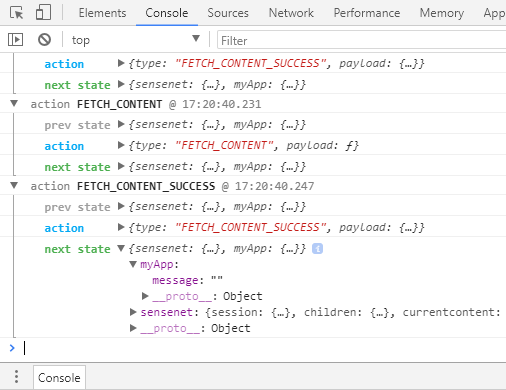 Elements Console Sources Network Performance Memory A
top Filter
action {type: "FETCH_CONTENT_SUCCESS", payload: {…}}
next state {sensenet: {…}, myApp: {…}}
action FETCH_CONTENT @ 17:20:40.231
prev state {sensenet: {…}, myApp: {…}}
action {type: "FETCH_CONTENT", payload: ƒ}
next state {sensenet: {…}, myApp: {…}}
action FETCH_CONTENT_SUCCESS @ 17:20:40.247
prev state {sensenet: {…}, myApp: {…}}
action {type: "FETCH_CONTENT_SUCCESS", payload: {…}}
next state {sensenet: {…}, myApp: {…}} i
myApp:
message: ""
__proto__: Object
sensenet: {session: {…}, children: {…}, currentcontent:
__proto__: Object
>
Console